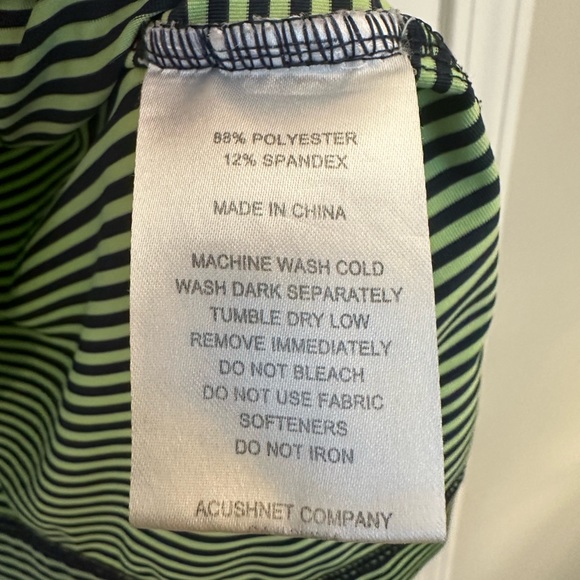 88% POLYESTER
12% SPANDEX
MADE IN CHINA
MACHINE WASH COLD
WASH DARK SEPARATELY
TUMBLE DRY LOW
REMOVE IMMEDIATELY
DO NOT BLEACH
DO NOT USE FABRIC
SOFTENERS
DO NOT IRON
ACUSHNET COMPANY